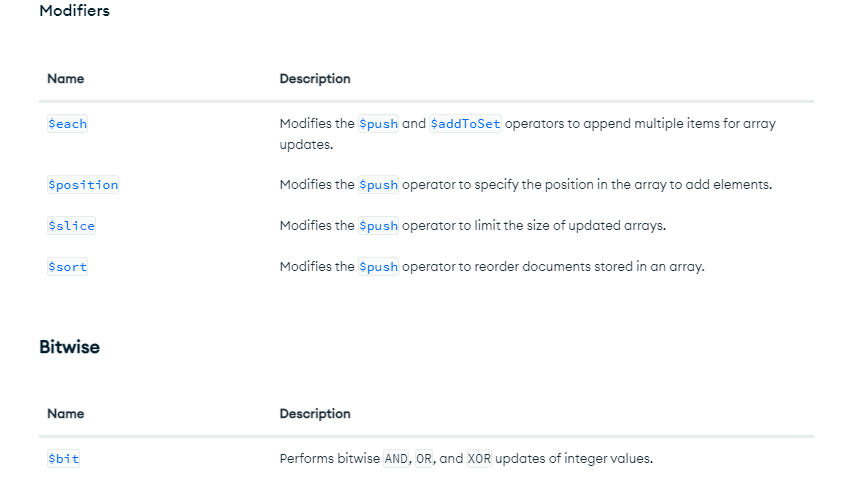 Modifiers
Name Description
$each Modifies the $push and $addToSet operators to append multiple items for array
updates.
$position Modifies the $push operator to specify the position in the array to add elements.
$slice Modifies the $push operator to limit the size of updated arrays.
$sort Modifies the $push operator to reorder documents stored in an array.
Bitwise
Name Description
$bit Performs bitwise AND, OR, and XOR updates of integer values.